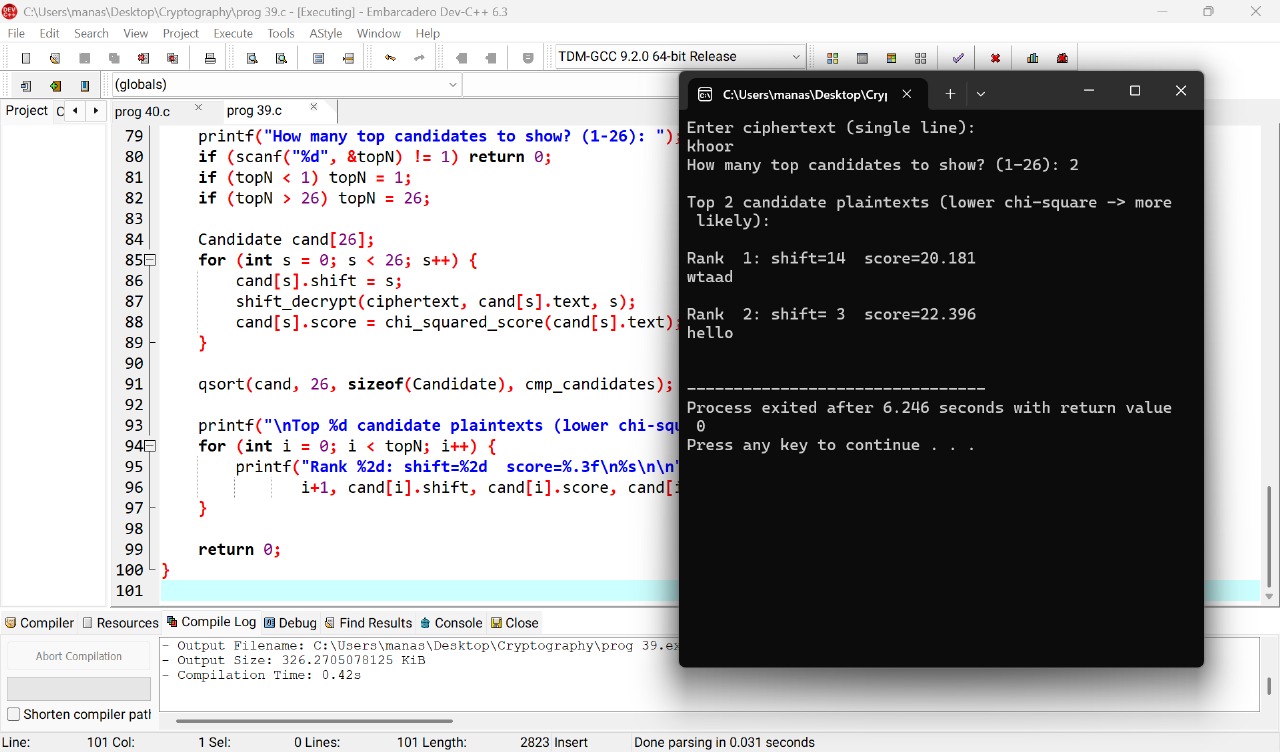 C:\Users\manas\Desktop\Cryptography\prog 39.c - [Executing] - Embarcadero Dev-C++ 6.3
File Edit Search View Project Execute Tools AStyle Window Help
TDM-GCC 9.2.0 64-bit Release
(globals)
Project C
prog 40.c prog 39.c
79 printf("How many top candidates to show? (1-26): ");
80 if (scanf("%d", &topN) != 1) return 0;
81 if (topN < 1) topN = 1;
82 if (topN > 26) topN = 26;
83
84 Candidate cand[26];
85 for (int s = 0; s < 26; s++) {
86 cand[s].shift = s;
87 shift_decrypt(ciphertext, cand[s].text, s);
88 cand[s].score = chi_squared_score(cand[s].text);
89 }
90
91 qsort(cand, 26, sizeof(Candidate), cmp_candidates);
92
93 printf("\nTop %d candidate plaintexts (lower chi-squ
94 for (int i = 0; i < topN; i++) {
95 printf("Rank %2d: shift=%2d  score=%.3f\n%s\n\n"
96 i+1, cand[i].shift, cand[i].score, cand[i
97 }
98
99 return 0;
100 }
101
C:\Users\manas\Desktop\Cryp
Enter ciphertext (single line):
khoor
How many top candidates to show? (1-26): 2
Top 2 candidate plaintexts (lower chi-square -> more
likely):
Rank  1: shift=14  score=20.181
wtaad
Rank  2: shift= 3  score=22.396
hello
--------------------------------
Process exited after 6.246 seconds with return value
0
Press any key to continue . . .
Compiler Resources Compile Log Debug Find Results Console Close
Abort Compilation
Shorten compiler path
- Output Filename: C:\Users\manas\Desktop\Cryptography\prog 39.ex
- Output Size: 326.2705078125 KiB
- Compilation Time: 0.42s
Line: 101 Col: 1 Sel: 0 Lines: 101 Length: 2823 Insert Done parsing in 0.031 seconds